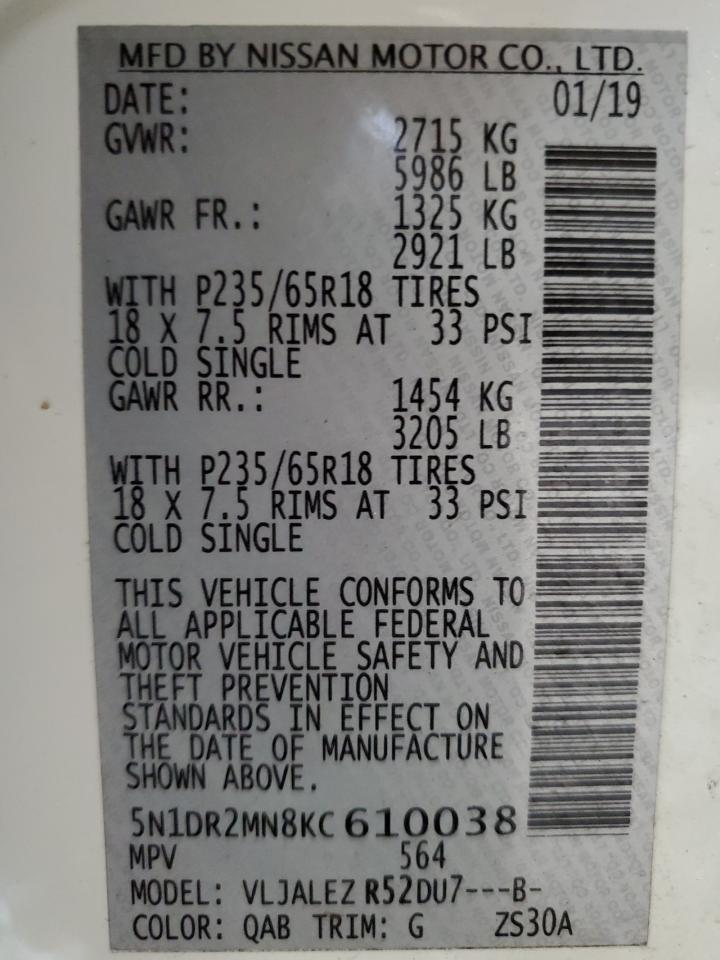 MFD BY NISSAN MOTOR CO., LTD.
DATE: 01/19
GVWR: 2715 KG
5986 LB
GAWR FR.: 1325 KG
2921 LB
WITH P235/65R18 TIRES
18 X 7.5 RIMS AT 33 PSI
COLD SINGLE
GAWR RR.: 1454 KG
3205 LB
WITH P235/65R18 TIRES
18 X 7.5 RIMS AT 33 PSI
COLD SINGLE
THIS VEHICLE CONFORMS TO
ALL APPLICABLE FEDERAL
MOTOR VEHICLE SAFETY AND
THEFT PREVENTION
STANDARDS IN EFFECT ON
THE DATE OF MANUFACTURE
SHOWN ABOVE.
5N1DR2MN8KC610038
MPV 564
MODEL: VLJALEZ R52DU7---B-
COLOR: QAB TRIM: G ZS30A